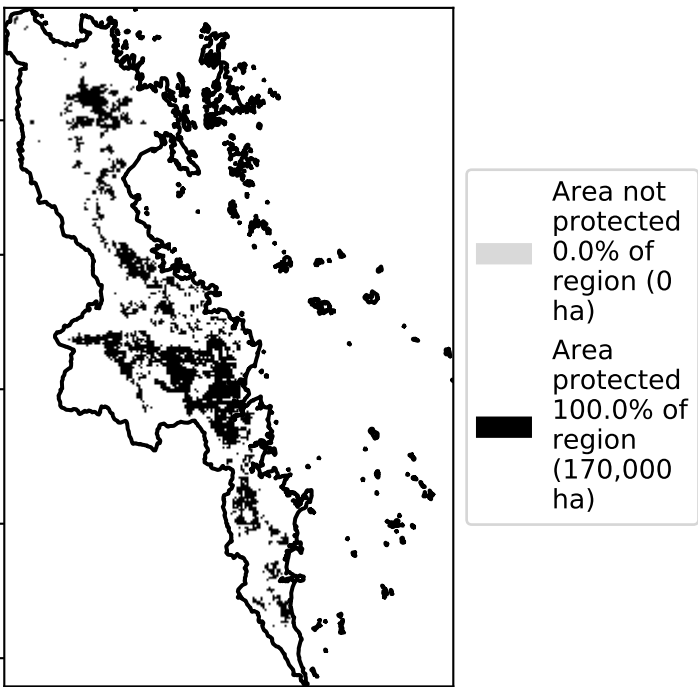 Area not
protected
0.0% of
region (0
ha)
Area
protected
100.0% of
region
(170,000
ha)